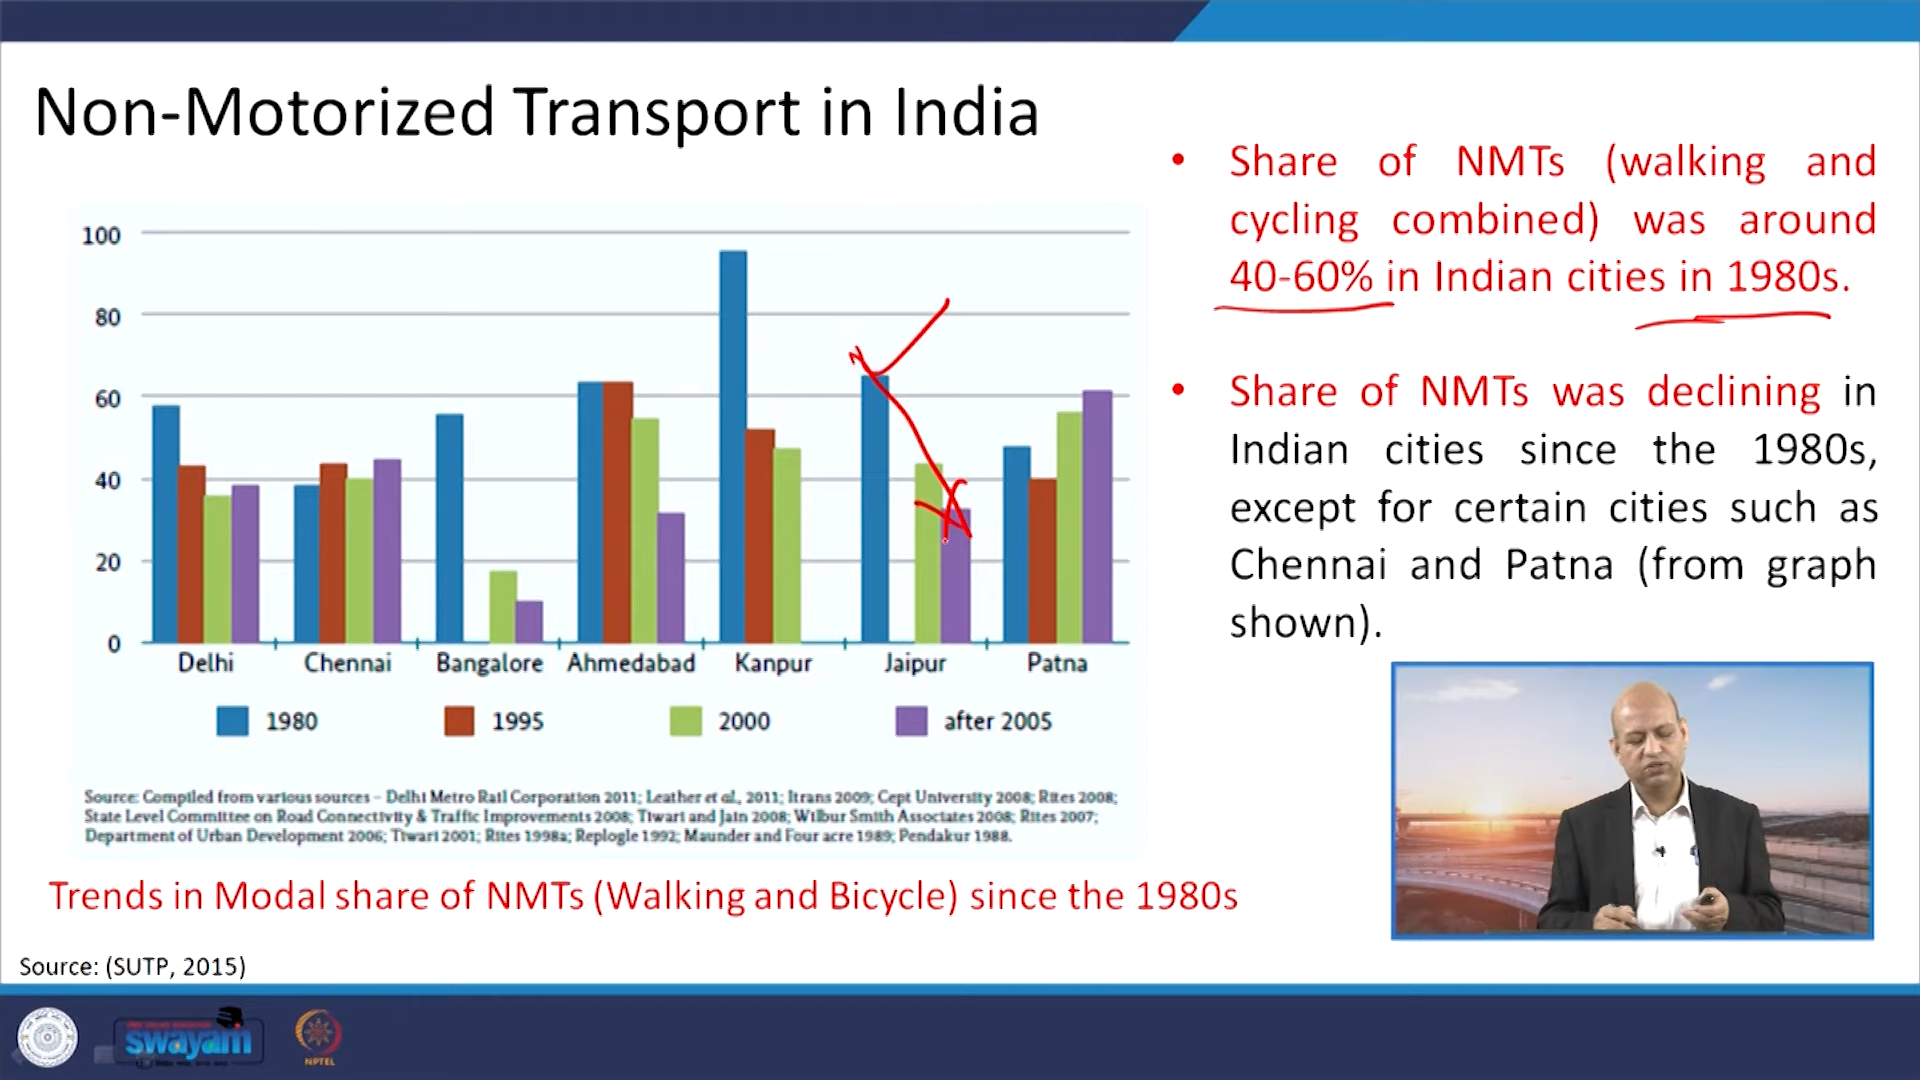 Non-Motorized Transport in India
100
80
60
40
20
0
Delhi Chennai Bangalore Ahmedabad Kanpur Jaipur Patna
1980 1995 2000 after 2005
Source: Compiled from various sources – Delhi Metro Rail Corporation 2011; Leather et al., 2011; Itrans 2009; Cept University 2008; Rites 2008;
State Level Committee on Road Connectivity & Traffic Improvements 2008; Tiwari and Jain 2008; Wilbur Smith Associates 2008; Rites 2007;
Department of Urban Development 2006; Tiwari 2001; Rites 1998a; Replogle 1992; Maunder and Four acre 1989; Pendakur 1988.
Trends in Modal share of NMTs (Walking and Bicycle) since the 1980s
Source: (SUTP, 2015)
• Share of NMTs (walking and
cycling combined) was around
40-60% in Indian cities in 1980s.
• Share of NMTs was declining in
Indian cities since the 1980s,
except for certain cities such as
Chennai and Patna (from graph
shown).
swayam
NPTEL